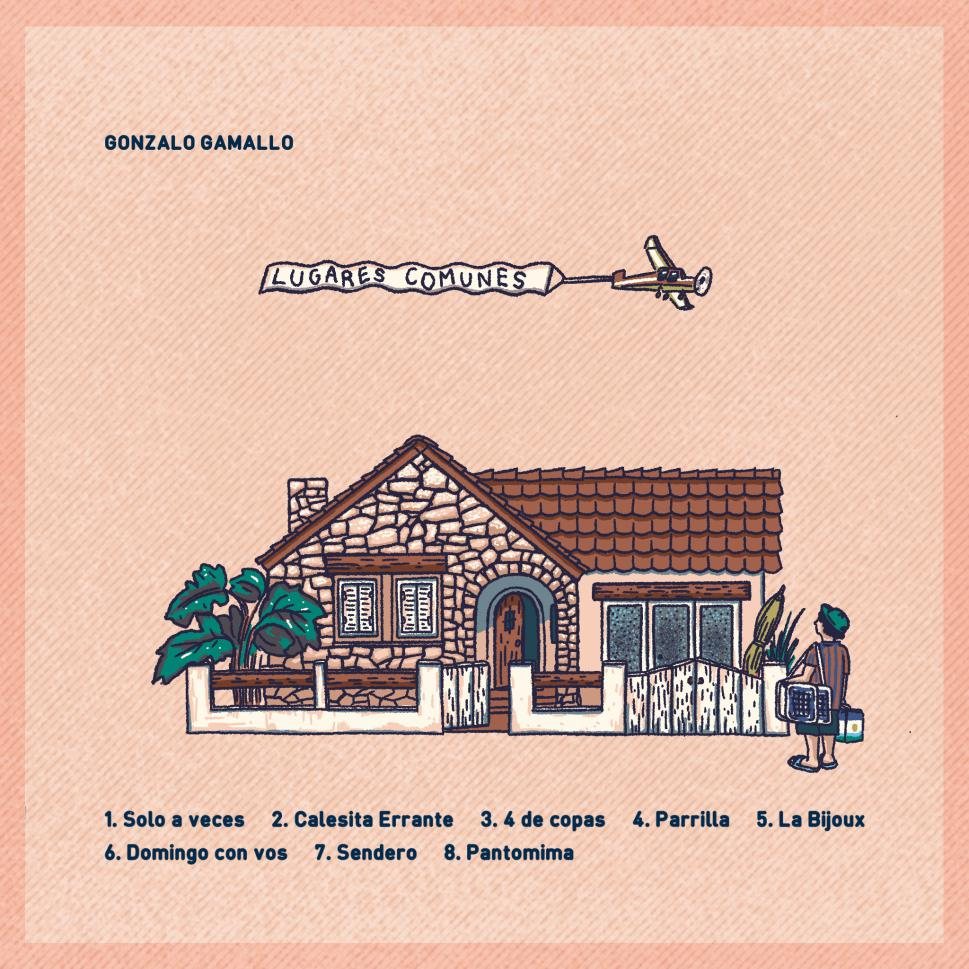 GONZALO GAMALLO
LUGARES COMUNES
1. Solo a veces 2. Calesita Errante 3. 4 de copas 4. Parrilla 5. La Bijoux
6. Domingo con vos 7. Sendero 8. Pantomima